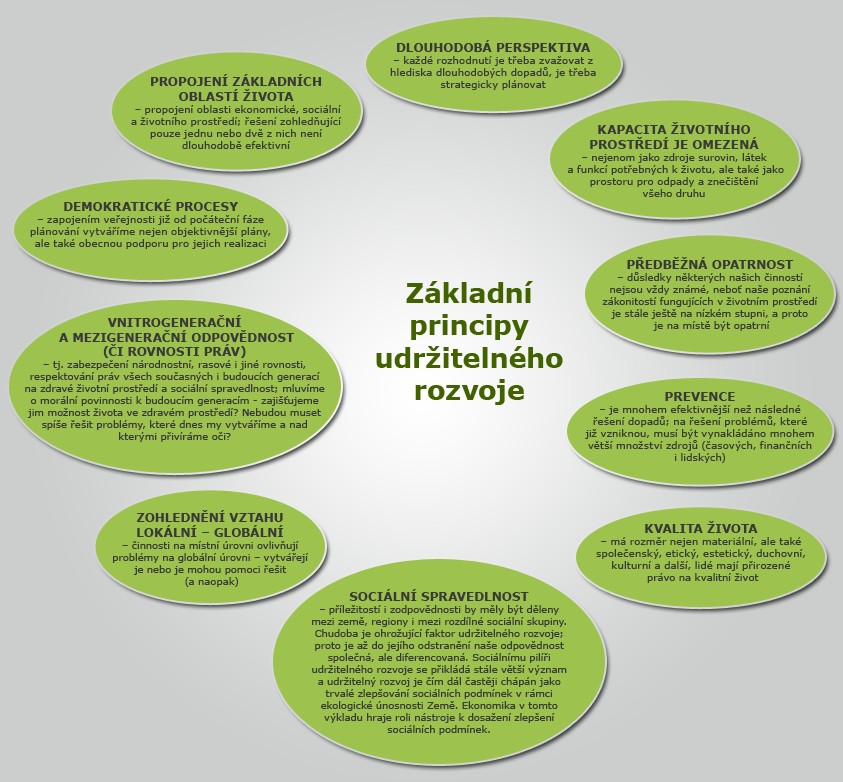 Základní
principy
udržitelného
rozvoje
DLOUHODOBÁ PERSPEKTIVA
– každé rozhodnutí je třeba zvažovat z
hlediska dlouhodobých dopadů, je třeba
strategicky plánovat
KAPACITA ŽIVOTNÍHO
PROSTŘEDÍ JE OMEZENÁ
– nejenom jako zdroje surovin, látek
a funkcí potřebných k životu, ale také jako
prostoru pro odpady a znečištění
všeho druhu
PŘEDBĚŽNÁ OPATRNOST
– důsledky některých našich činností
nejsou vždy známé, neboť naše poznání
zákonitostí fungujících v životním prostředí
je stále ještě na nízkém stupni, a proto
je na místě být opatrní
PREVENCE
– je mnohem efektivnější než následné
řešení dopadů; na řešení problémů, které
již vzniknou, musí být vynakládáno mnohem
větší množství zdrojů (časových, finančních
i lidských)
KVALITA ŽIVOTA
– má rozměr nejen materiální, ale také
společenský, etický, estetický, duchovní,
kulturní a další, lidé mají přirozené
právo na kvalitní život
SOCIÁLNÍ SPRAVEDLNOST
– příležitostí i zodpovědnosti by měly být děleny
mezi země, regiony i mezi rozdílné sociální skupiny.
Chudoba je ohrožující faktor udržitelného rozvoje;
proto je až do jejího odstranění naše odpovědnost
společná, ale diferencovaná. Sociálnímu pilíři
udržitelného rozvoje se přikládá stále větší význam
a udržitelný rozvoj je čím dál častěji chápán jako
trvalé zlepšování sociálních podmínek v rámci
ekologické únosnosti Země. Ekonomika v tomto
výkladu hraje roli nástroje k dosažení zlepšení
sociálních podmínek.
ZOHLEDNĚNÍ VZTAHU
LOKÁLNÍ – GLOBÁLNÍ
– činnosti na místní úrovni ovlivňují
problémy na globální úrovni – vytvářejí
je nebo je mohou pomoci řešit
(a naopak)
VNITROGENERAČNÍ
A MEZIGENERAČNÍ ODPOVĚDNOST
(ČI ROVNOSTI PRÁV)
– tj. zabezpečení národnostní, rasové i jiné rovnosti,
respektování práv všech současných i budoucích generací
na zdravé životní prostředí a sociální spravedlnost; mluvíme
o morální povinnosti k budoucím generacím - zajišťujeme
jim možnost života ve zdravém prostředí? Nebudou muset
spíše řešit problémy, které dnes my vytváříme a nad
kterými přivíráme oči?
DEMOKRATICKÉ PROCESY
– zapojením veřejnosti již od počáteční fáze
plánování vytváříme nejen objektivnější plány,
ale také obecnou podporu pro jejich realizaci
PROPOJENÍ ZÁKLADNÍCH
OBLASTÍ ŽIVOTA
– propojení oblasti ekonomické, sociální
a životního prostředí; řešení zohledňující
pouze jednu nebo dvě z nich není
dlouhodobě efektivní